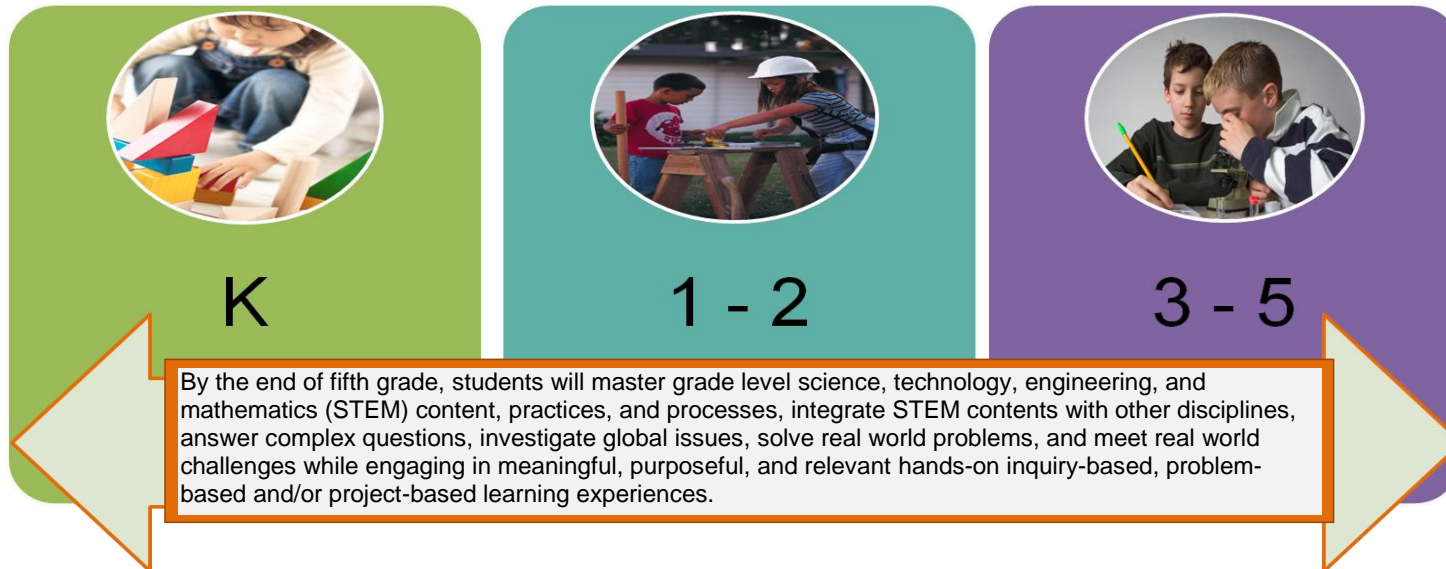 K
1 - 2
3 - 5
By the end of fifth grade, students will master grade level science, technology, engineering, and
mathematics (STEM) content, practices, and processes, integrate STEM contents with other disciplines,
answer complex questions, investigate global issues, solve real world problems, and meet real world
challenges while engaging in meaningful, purposeful, and relevant hands-on inquiry-based, problem-
based and/or project-based learning experiences.